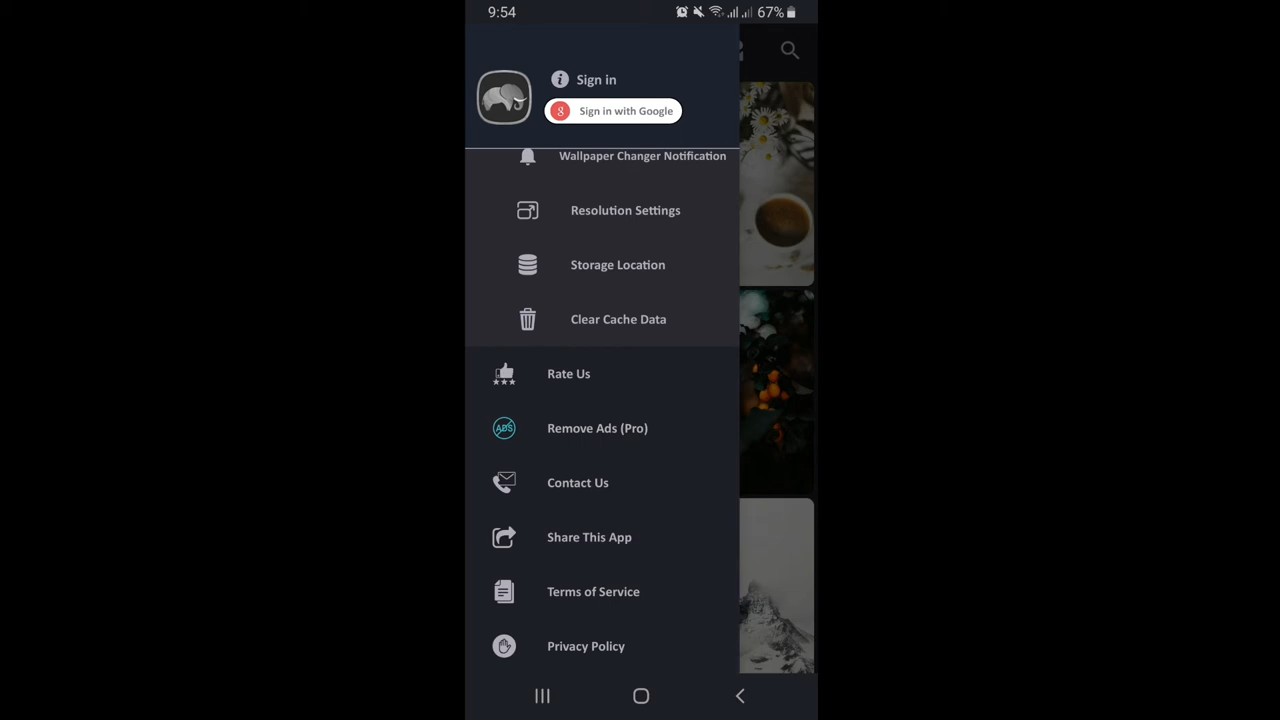 9:54
67%
Sign in
Sign in with Google
Wallpaper Changer Notification
Resolution Settings
Storage Location
Clear Cache Data
Rate Us
ADS
Remove Ads (Pro)
Contact Us
Share This App
Terms of Service
Privacy Policy